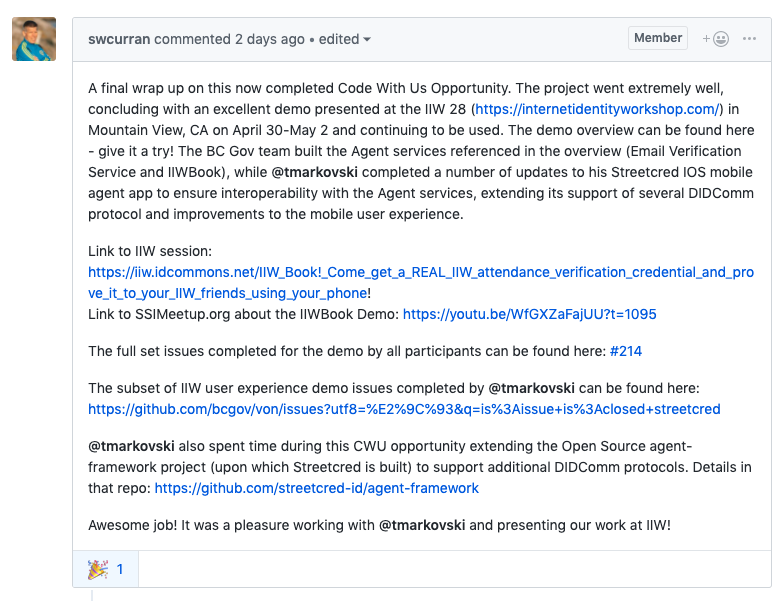 swcurran commented 2 days ago • edited
Member
A final wrap up on this now completed Code With Us Opportunity. The project went extremely well,
concluding with an excellent demo presented at the IIW 28 (https://internetidentityworkshop.com/) in
Mountain View, CA on April 30-May 2 and continuing to be used. The demo overview can be found here
- give it a try! The BC Gov team built the Agent services referenced in the overview (Email Verification
Service and IIWBook), while @tmarkovski completed a number of updates to his Streetcred IOS mobile
agent app to ensure interoperability with the Agent services, extending its support of several DIDComm
protocol and improvements to the mobile user experience.
Link to IIW session:
https://iiw.idcommons.net/IIW_Book!_Come_get_a_REAL_IIW_attendance_verification_credential_and_pro
ve_it_to_your_IIW_friends_using_your_phone!
Link to SSIMeetup.org about the IIWBook Demo: https://youtu.be/WfGXZaFajUU?t=1095
The full set issues completed for the demo by all participants can be found here: #214
The subset of IIW user experience demo issues completed by @tmarkovski can be found here:
https://github.com/bcgov/von/issues?utf8=%E2%9C%93&q=is%3Aissue+is%3Aclosed+streetcred
@tmarkovski also spent time during this CWU opportunity extending the Open Source agent-
framework project (upon which Streetcred is built) to support additional DIDComm protocols. Details in
that repo: https://github.com/streetcred-id/agent-framework
Awesome job! It was a pleasure working with @tmarkovski and presenting our work at IIW!
1